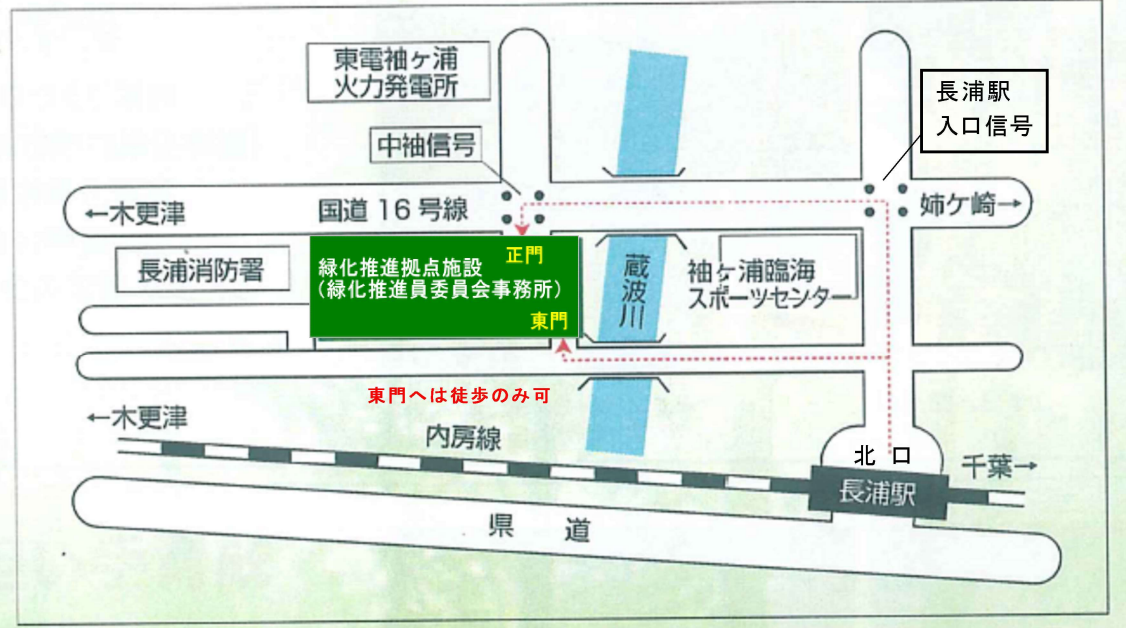 東電袖ヶ浦
火力発電所
長浦駅
入口信号
中袖信号
←木更津
国道 16 号線
姉ケ崎→
長浦消防署
正門
緑化推進拠点施設
（緑化推進員委員会事務所）
東門
蔵波川
袖ヶ浦臨海
スポーツセンター
東門へは徒歩のみ可
←木更津
内房線
北 口
千葉→
長浦駅
県 道